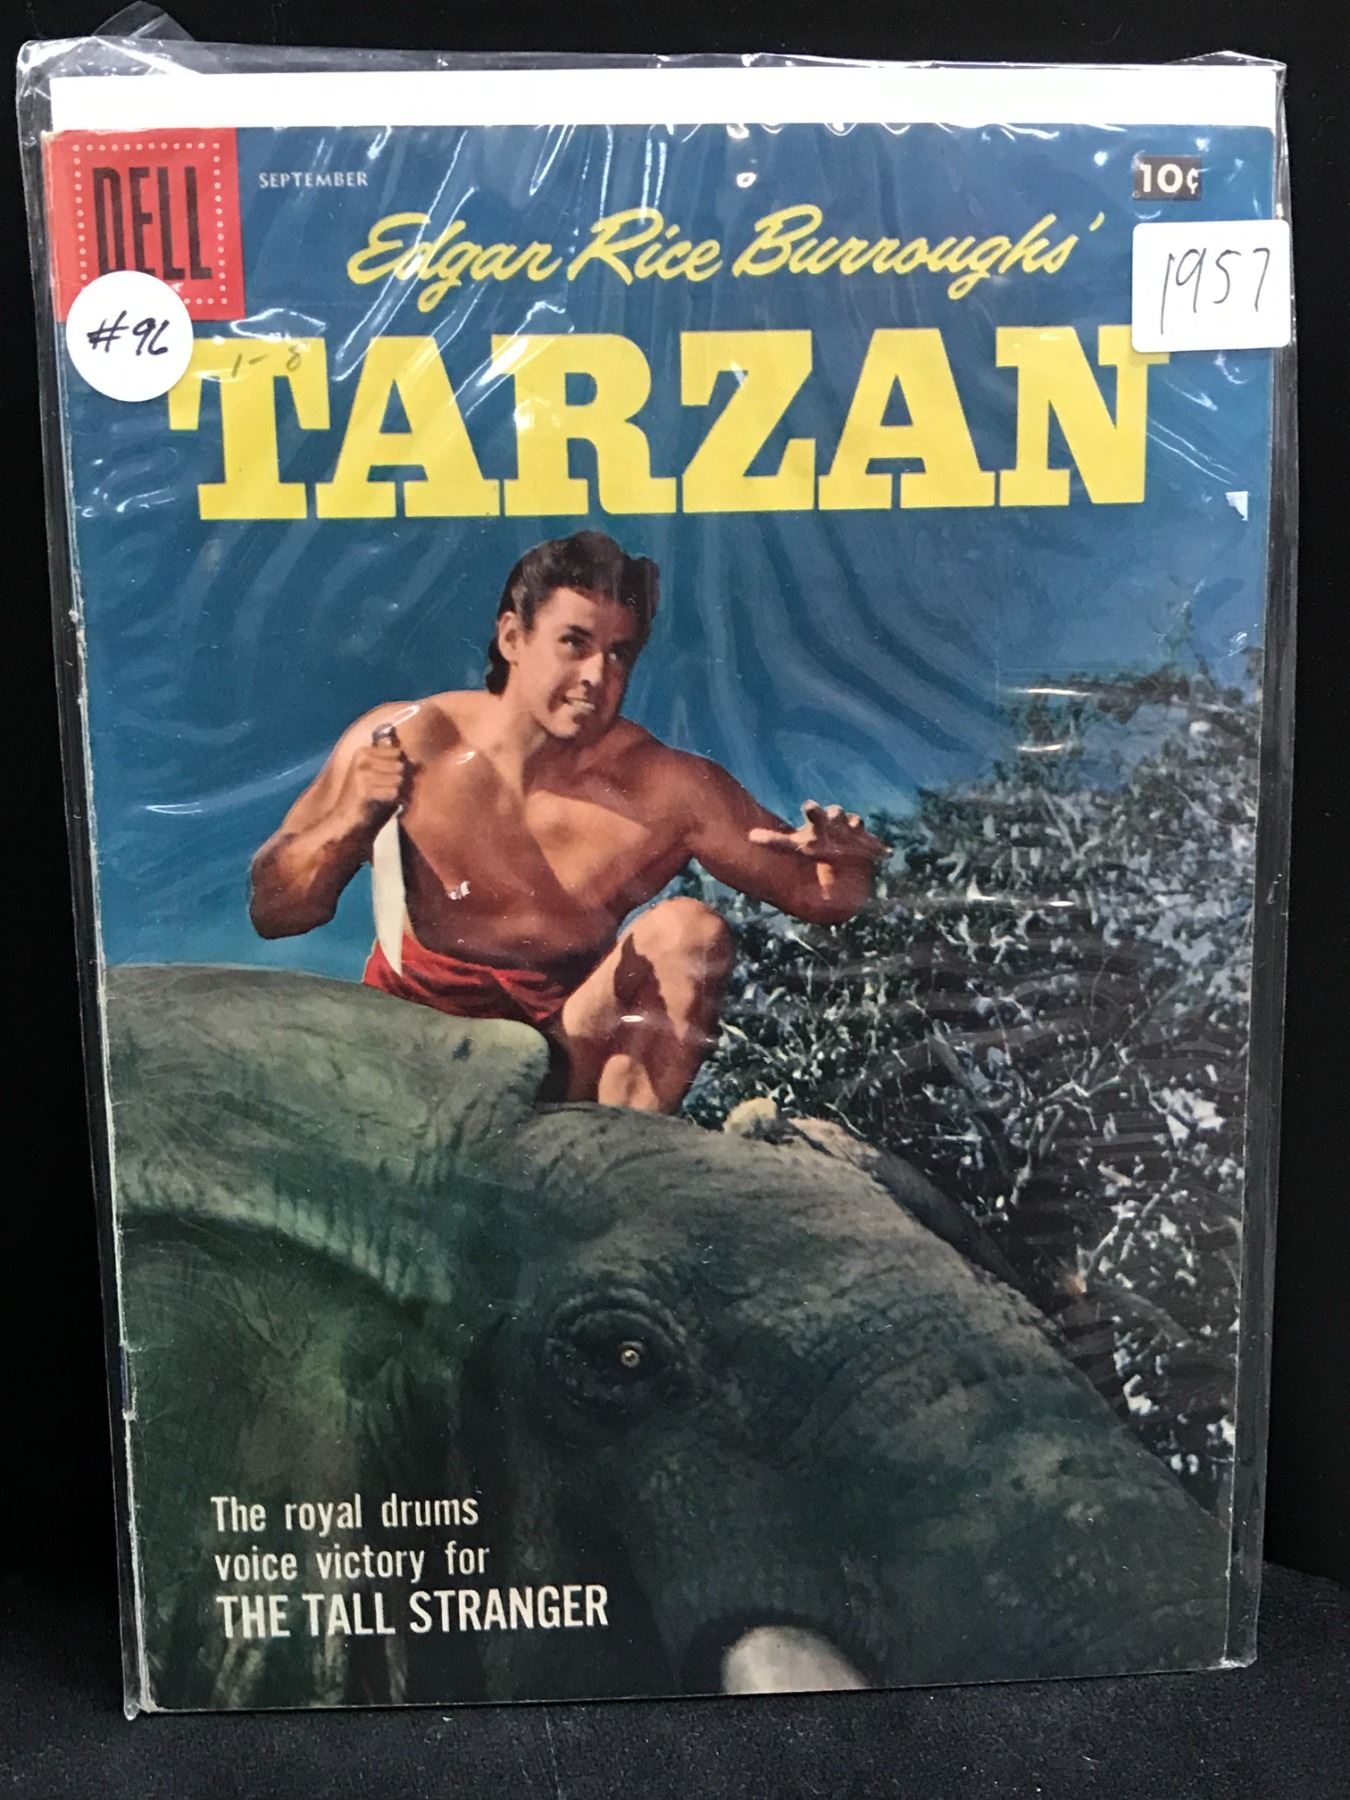 DELL
SEPTEMBER
10¢
Edgar Rice Burroughs'
1957
#96
1-8
TARZAN
The royal drums
voice victory for
THE TALL STRANGER